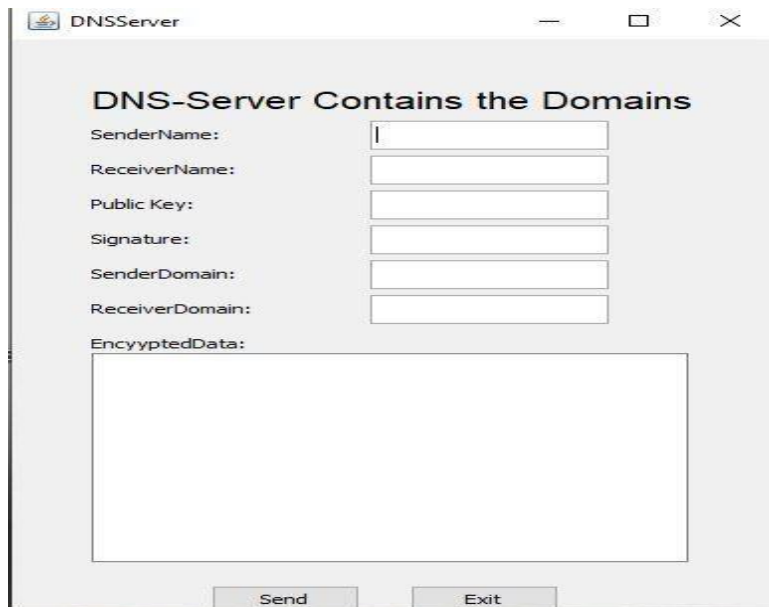 DNSServer
DNS-Server Contains the Domains
SenderName:
ReceiverName:
Public Key:
Signature:
SenderDomain:
ReceiverDomain:
EncyyptedData:
Send Exit